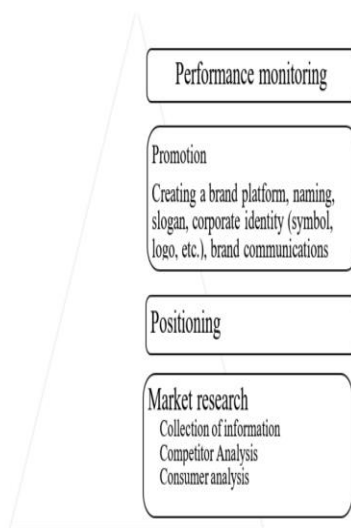 Performance monitoring
Promotion
Creating a brand platform, naming,
slogan, corporate identity (symbol,
logo, etc.), brand communications
Positioning
Market research
Collection of information
Competitor Analysis
Consumer analysis